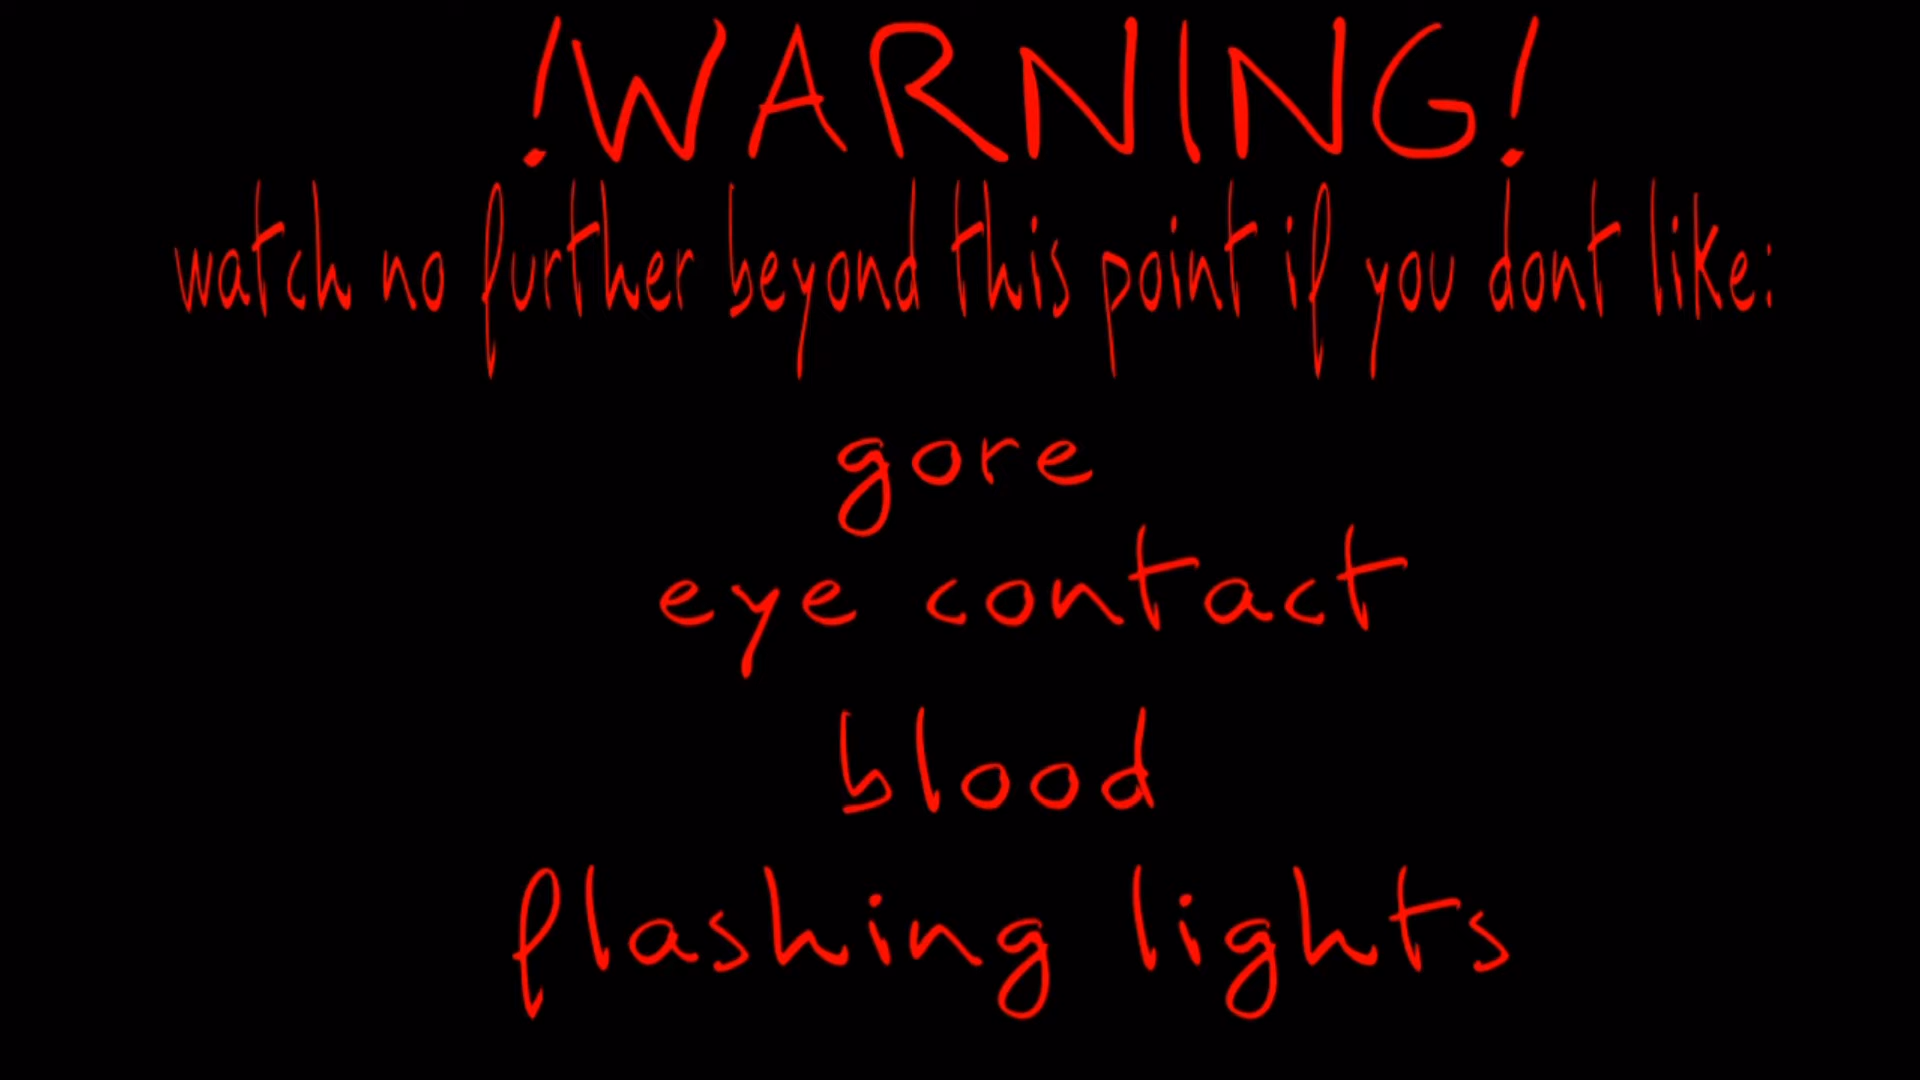 !WARNING!
watch no further beyond this point if you dont like:
gore
eye contact
blood
flashing lights